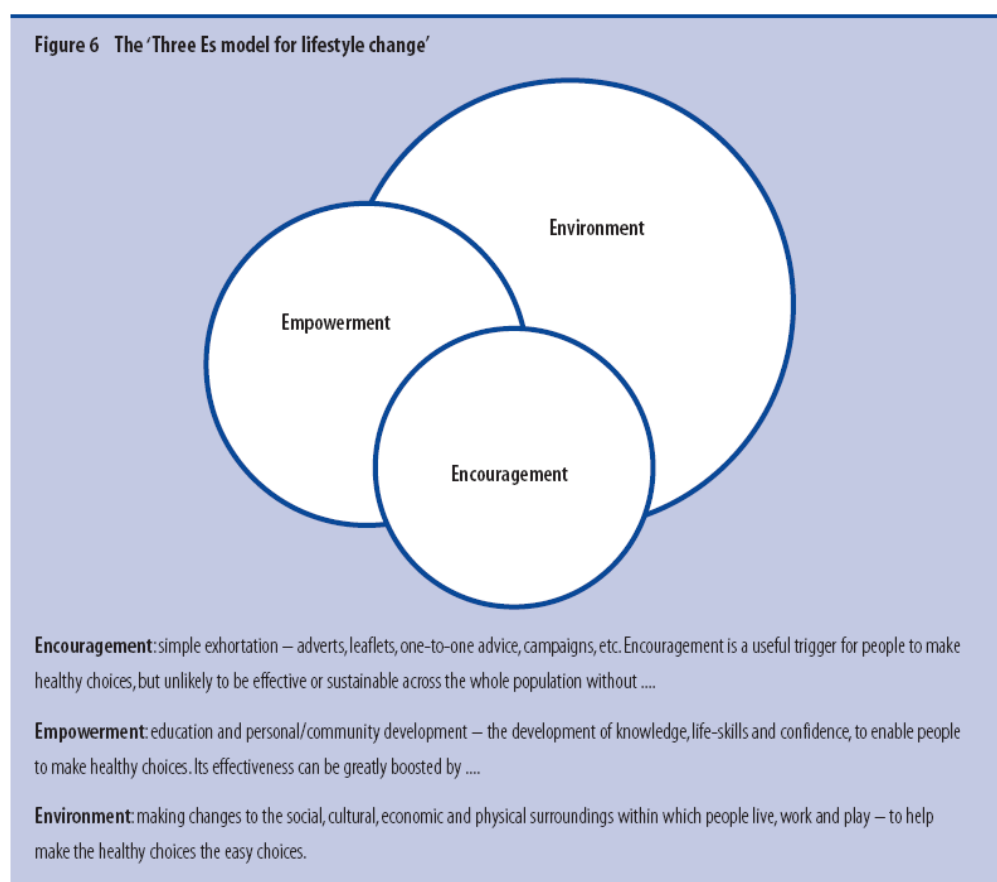 Figure 6 The ‘Three Es model for lifestyle change’
Environment
Empowerment
Encouragement
Encouragement: simple exhortation – adverts, leaflets, one-to-one advice, campaigns, etc. Encouragement is a useful trigger for people to make
healthy choices, but unlikely to be effective or sustainable across the whole population without ....
Empowerment: education and personal/community development – the development of knowledge, life-skills and confidence, to enable people
to make healthy choices. Its effectiveness can be greatly boosted by ....
Environment: making changes to the social, cultural, economic and physical surroundings within which people live, work and play – to help
make the healthy choices the easy choices.